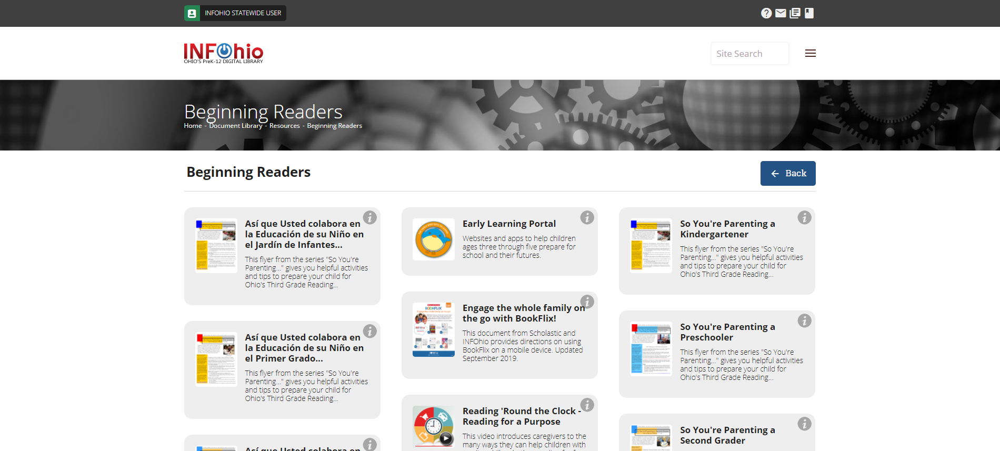 INFOHIO STATEWIDE USER
INFOhio
OHIO'S PreK-12 DIGITAL LIBRARY
Site Search
Beginning Readers
Home - Document Library - Resources - Beginning Readers
Beginning Readers
Back
Así que Usted colabora en
la Educación de su Niño en
el Jardín de Infantes...
This flyer from the series "So You're
Parenting..." gives you helpful activities
and tips to prepare your child for
Ohio's Third Grade Reading...
Así que Usted colabora en
la Educación de su Niño en
el Primer Grado...
This flyer from the series "So You're
Parenting..." gives you helpful activities
and tips to prepare your child for
Ohio's Third Grade Reading...
Así que Usted colabora en
Early Learning Portal
Websites and apps to help children
ages three through five prepare for
school and their futures.
BOOKFLIX
Engage the whole family on
the go with BookFlix!
This document from Scholastic and
INFOhio provides directions on using
BookFlix on a mobile device. Updated
September 2019.
Reading 'Round the Clock -
Reading for a Purpose
This video introduces caregivers to the
many ways they can help children with
So You're Parenting a
Kindergartener
This flyer from the series "So You're
Parenting..." gives you helpful activities
and tips to prepare your child for
Ohio's Third Grade Reading...
So You're Parenting a
Preschooler
This flyer from the series "So You're
Parenting..." gives you helpful activities
and tips to prepare your child for
Ohio's Third Grade Reading...
So You're Parenting a
Second Grader